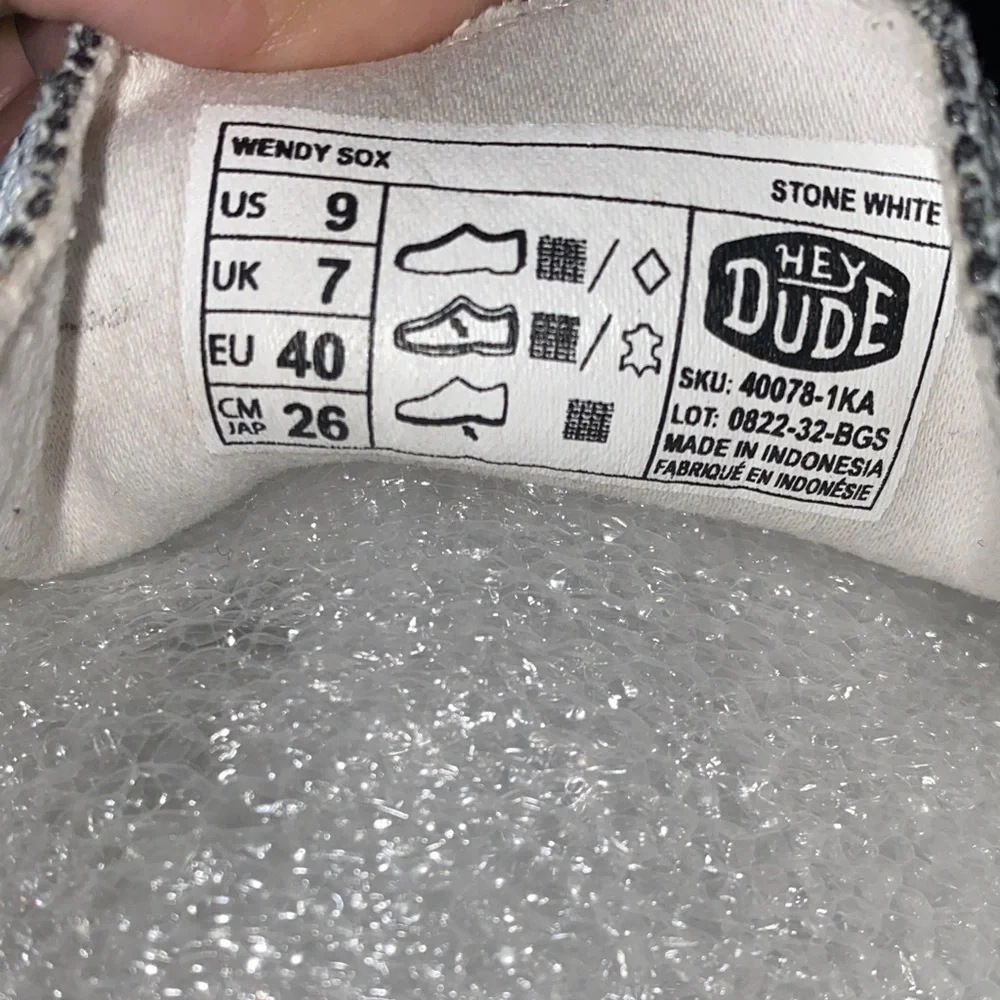 WENDY SOX
STONE WHITE
US 9
UK 7
EU 40
CM
JAP 26
HEY
DUDE
SKU: 40078-1KA
LOT: 0822-32-BGS
MADE IN INDONESIA
FABRIQUÉ EN INDONÉSIE